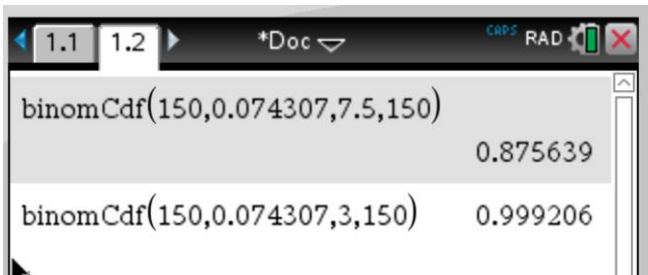 1.1 1.2 *Doc CAPS RAD
binomCdf(150,0.074307,7.5,150)
0.875639
binomCdf(150,0.074307,3,150) 0.999206